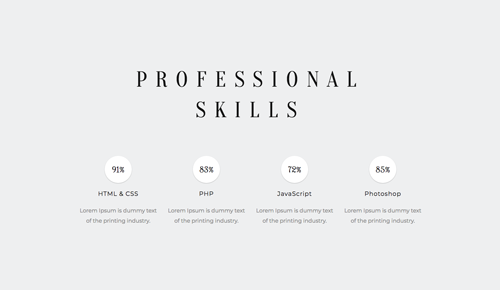 PROFESSIONAL
SKILLS
91% 83% 72% 85%
HTML & CSS PHP JavaScript Photoshop
Lorem Ipsum is dummy text Lorem Ipsum is dummy text Lorem Ipsum is dummy text Lorem Ipsum is dummy text
of the printing industry. of the printing industry. of the printing industry. of the printing industry.